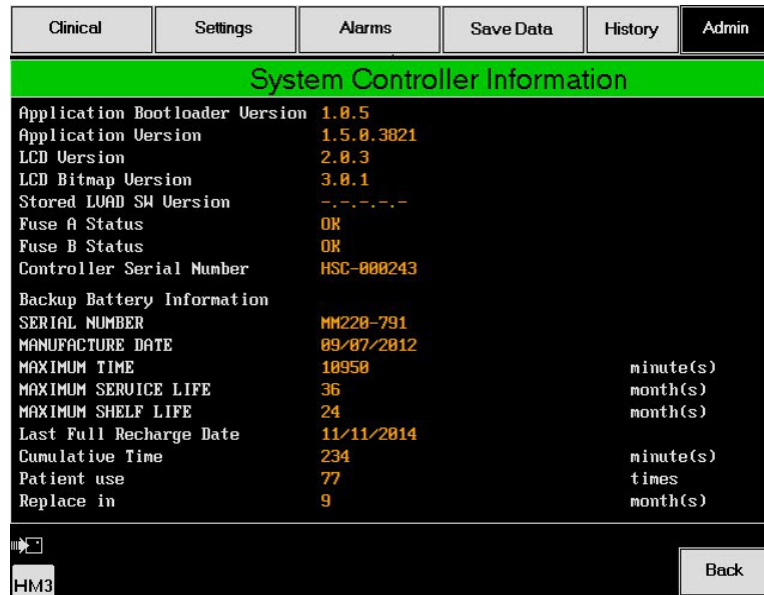 Clinical Settings Alarms Save Data History Admin
System Controller Information
Application Bootloader Version 1.0.5
Application Version 1.5.0.3821
LCD Version 2.0.3
LCD Bitmap Version 3.0.1
Stored LVAD SW Version -.-.-.-.-
Fuse A Status OK
Fuse B Status OK
Controller Serial Number HSC-000243
Backup Battery Information
SERIAL NUMBER MM220-791
MANUFACTURE DATE 09/07/2012
MAXIMUM TIME 10950 minute(s)
MAXIMUM SERVICE LIFE 36 month(s)
MAXIMUM SHELF LIFE 24 month(s)
Last Full Recharge Date 11/11/2014
Cumulative Time 234 minute(s)
Patient use 77 times
Replace in 9 month(s)
Back
HM3